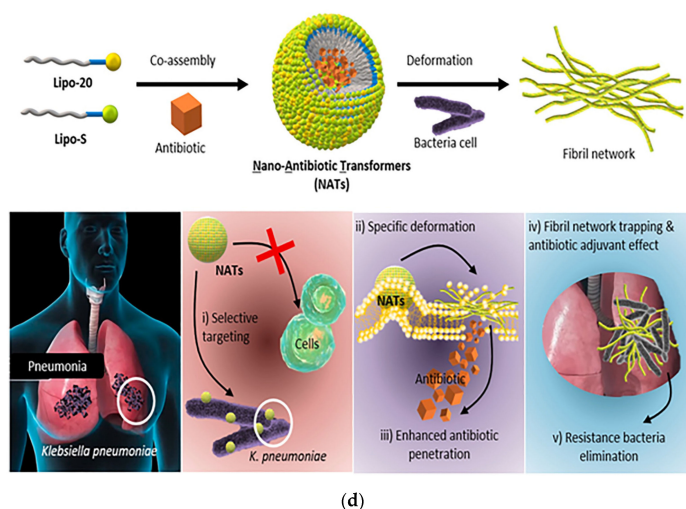 Lipo-20
Lipo-S
Co-assembly
Antibiotic
Nano-Antibiotic Transformers
(NATs)
Deformation
Bacteria cell
Fibril network
Pneumonia
Klebsiella pneumoniae
NATs
i) Selective
targeting
Cells
K. pneumoniae
ii) Specific deformation
NATs
Antibiotic
iii) Enhanced antibiotic
penetration
iv) Fibril network trapping &
antibiotic adjuvant effect
v) Resistance bacteria
elimination
(d)